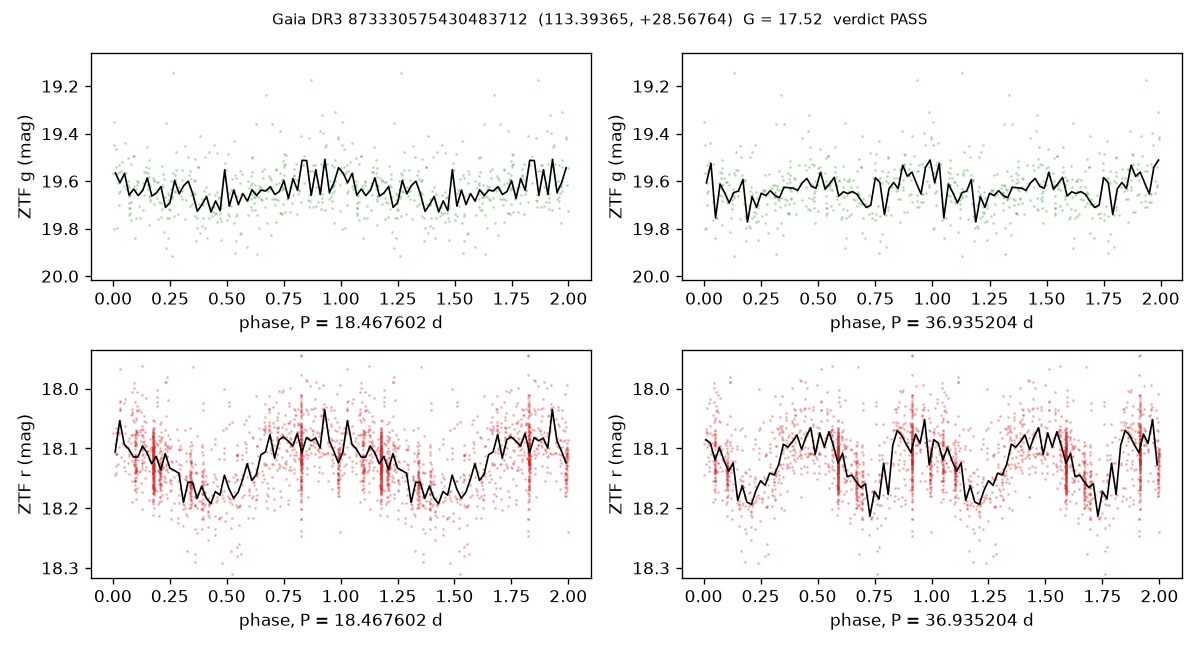 Gaia DR3 873330575430483712  (113.39365, +28.56764)  G = 17.52  verdict PASS
ZTF g (mag)
19.2
19.4
19.6
19.8
20.0
0.00 0.25 0.50 0.75 1.00 1.25 1.50 1.75 2.00
phase, P = 18.467602 d
ZTF g (mag)
19.2
19.4
19.6
19.8
20.0
0.00 0.25 0.50 0.75 1.00 1.25 1.50 1.75 2.00
phase, P = 36.935204 d
ZTF r (mag)
18.0
18.1
18.2
18.3
0.00 0.25 0.50 0.75 1.00 1.25 1.50 1.75 2.00
phase, P = 18.467602 d
ZTF r (mag)
18.0
18.1
18.2
18.3
0.00 0.25 0.50 0.75 1.00 1.25 1.50 1.75 2.00
phase, P = 36.935204 d